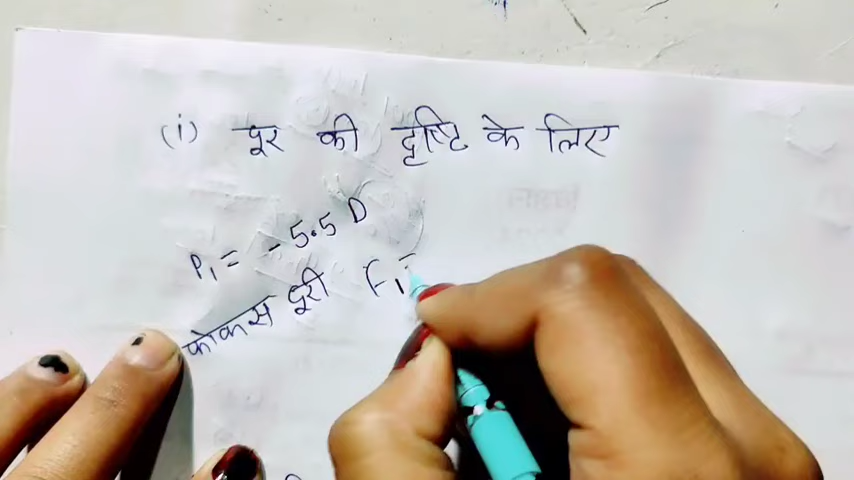 (i) दूर की दृष्टि के लिए
P₁ = -5.5 D
फोकस दूरी F₁ =